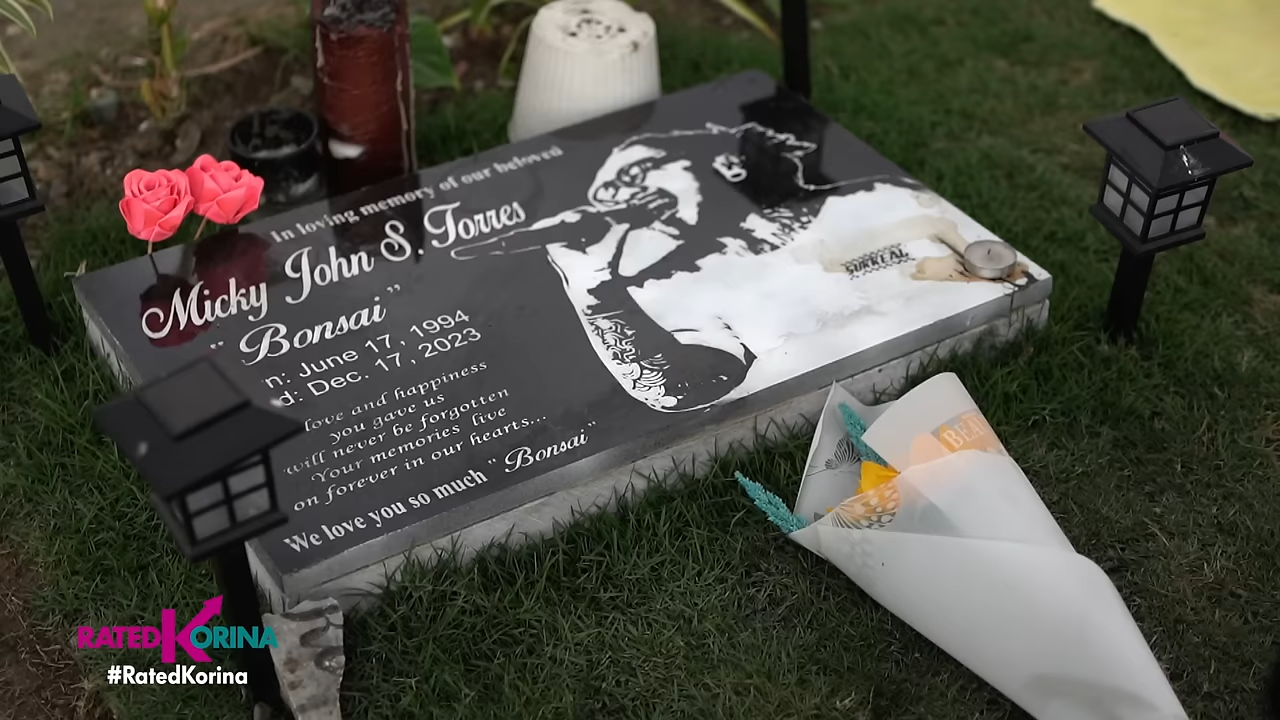 In loving memory of our beloved
Micky John S. Torres
"Bonsai"
n: June 17, 1994
d: Dec. 17, 2023
love and happiness
you gave us
will never be forgotten
Your memories live
on forever in our hearts...
We love you so much "Bonsai"
SURREAL
BEA
RATEDKORINA
#RatedKorina